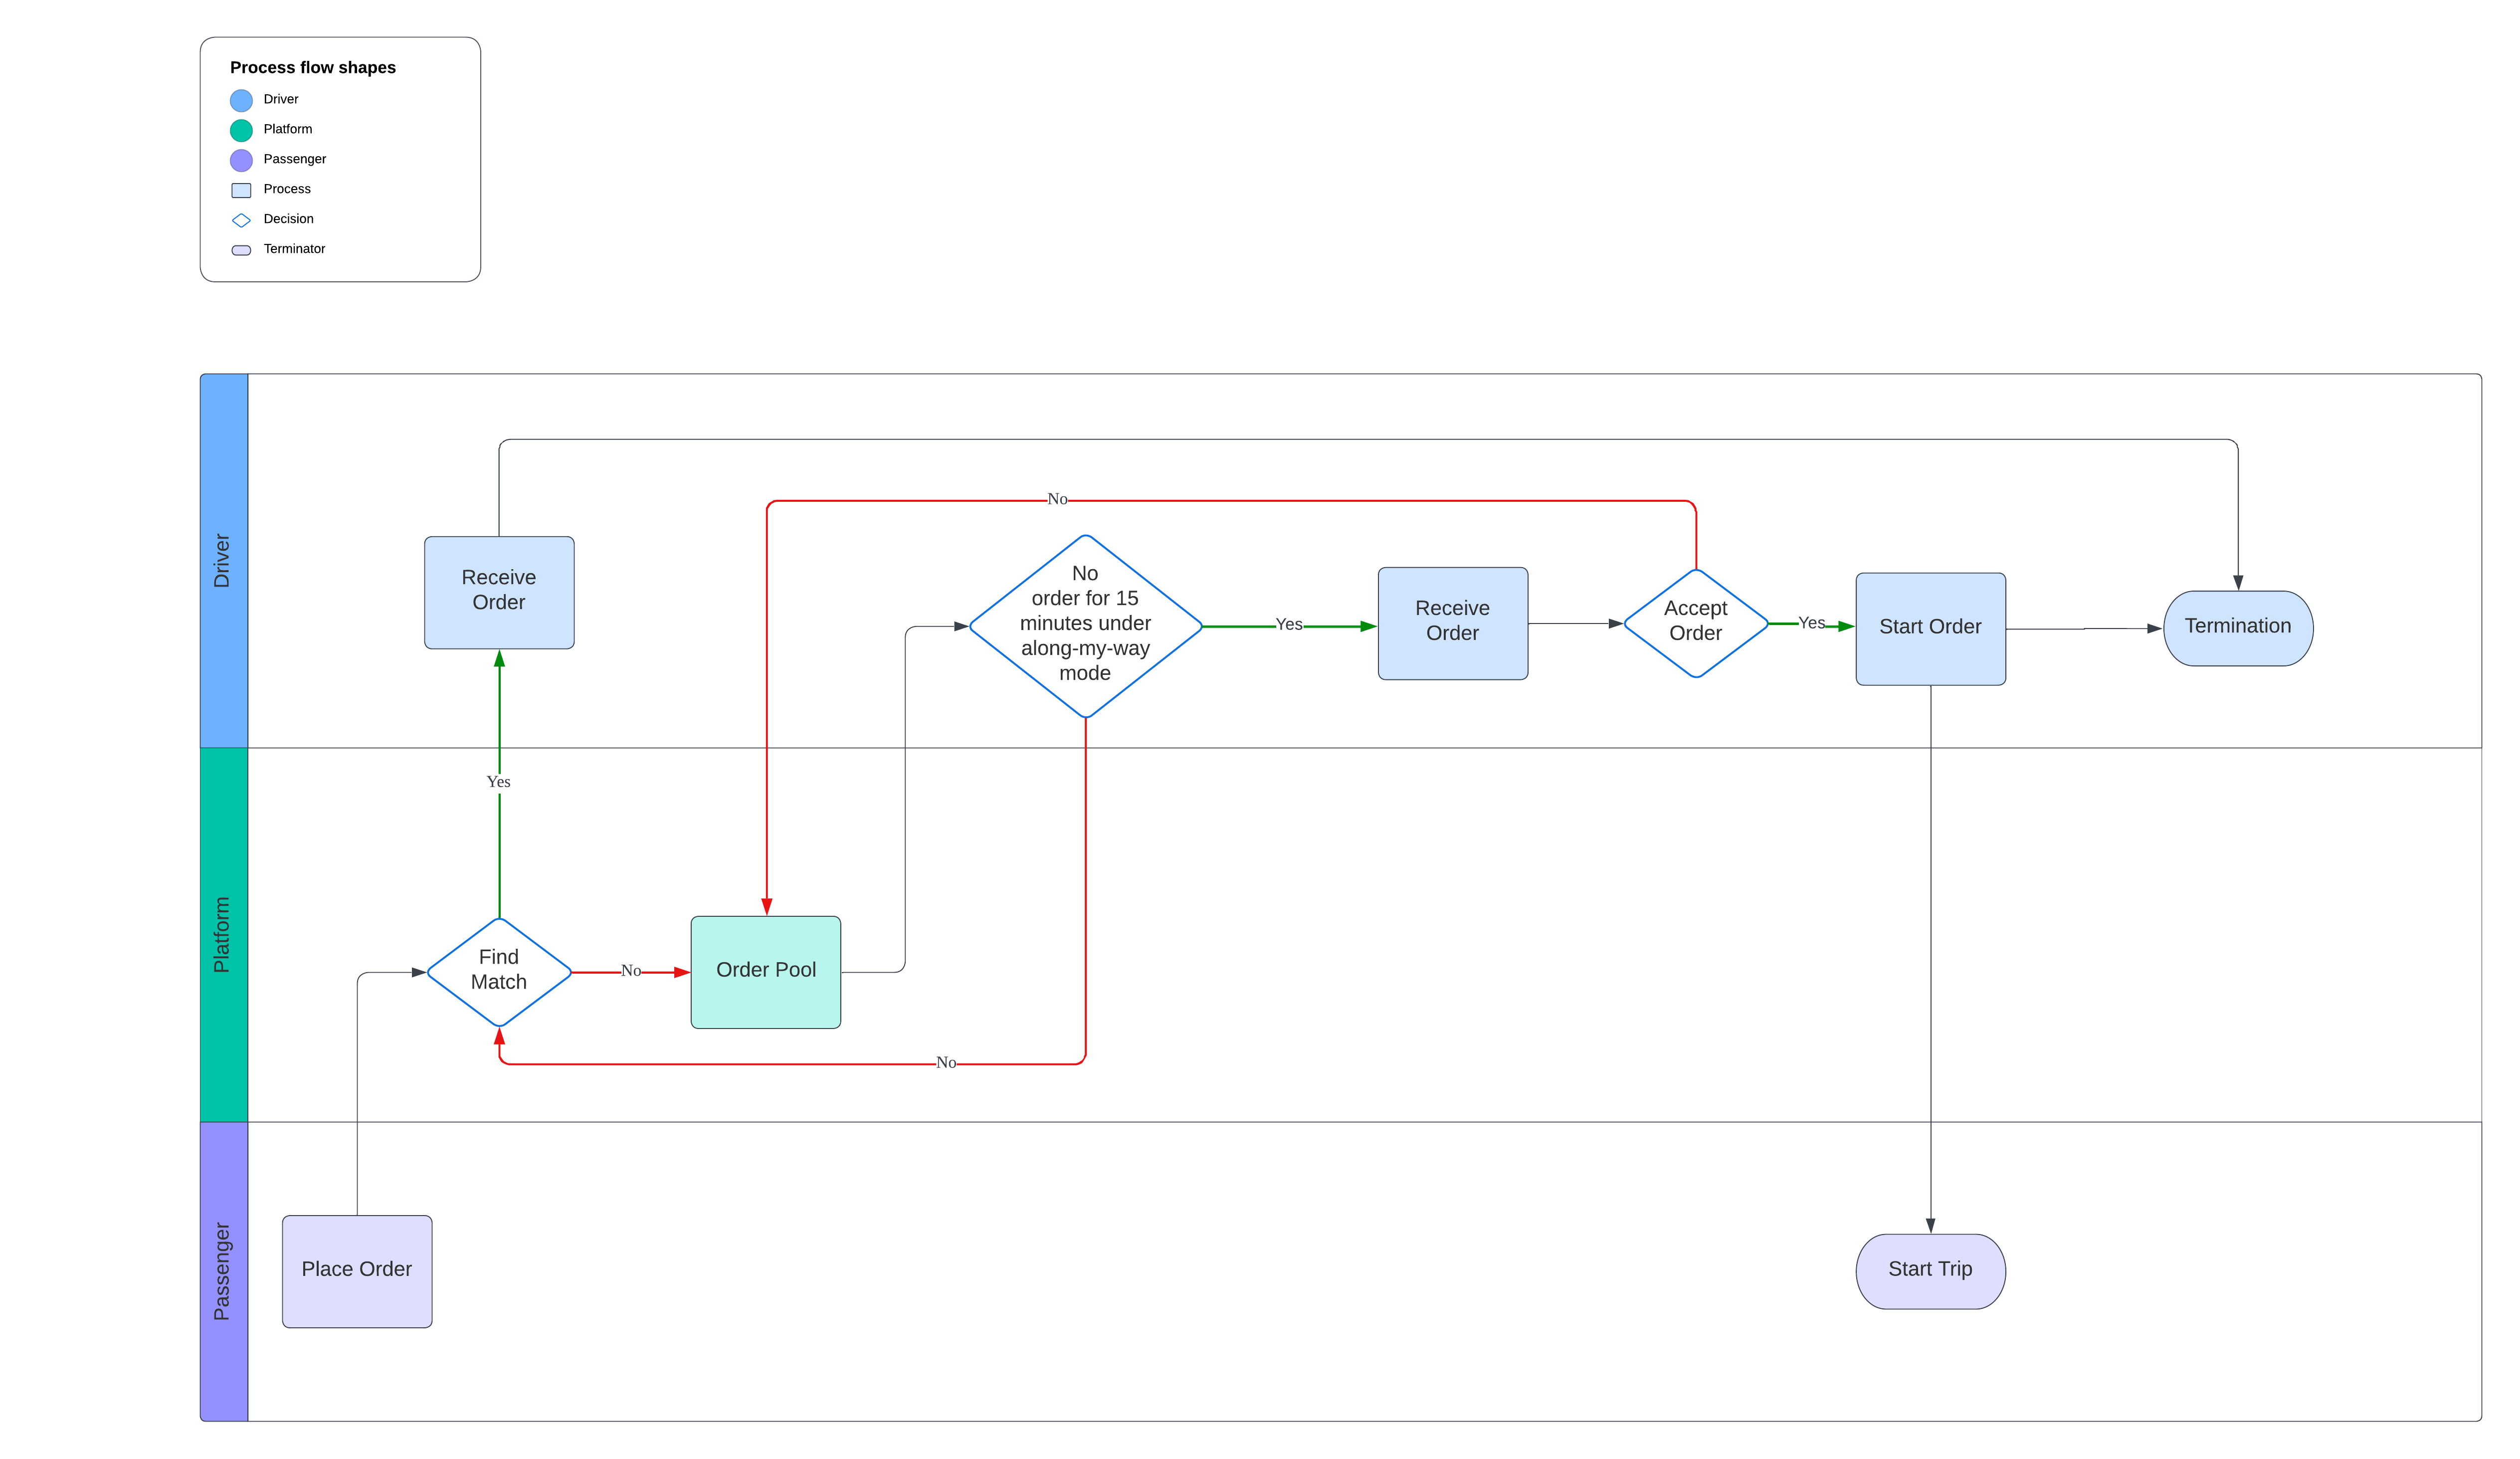 Process flow shapes
Driver
Platform
Passenger
Process
Decision
Terminator
Driver
No
No
order for 15
minutes under
along-my-way
mode
Receive
Order
Receive
Order
Accept
Order
Start Order
Termination
Yes
Yes
Yes
Platform
Find
Match
No
Order Pool
No
Passenger
Place Order
Start Trip